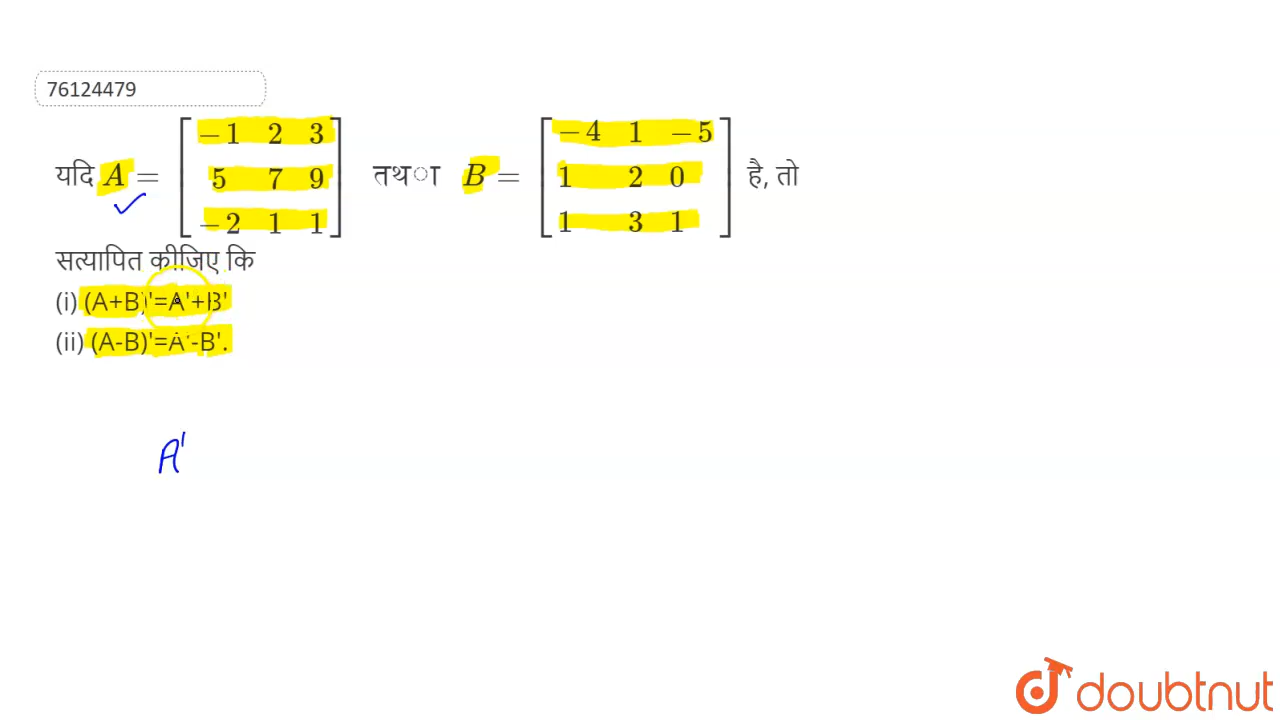 76124479
-1 2 3 -4 1 -5
यदि A = 5 7 9 तथा B = 1 2 0 है, तो
-2 1 1 1 3 1
सत्यापित कीजिए कि
(i) (A+B)'=A'+B'
(ii) (A-B)'=A'-B'.
A'
doubtnut